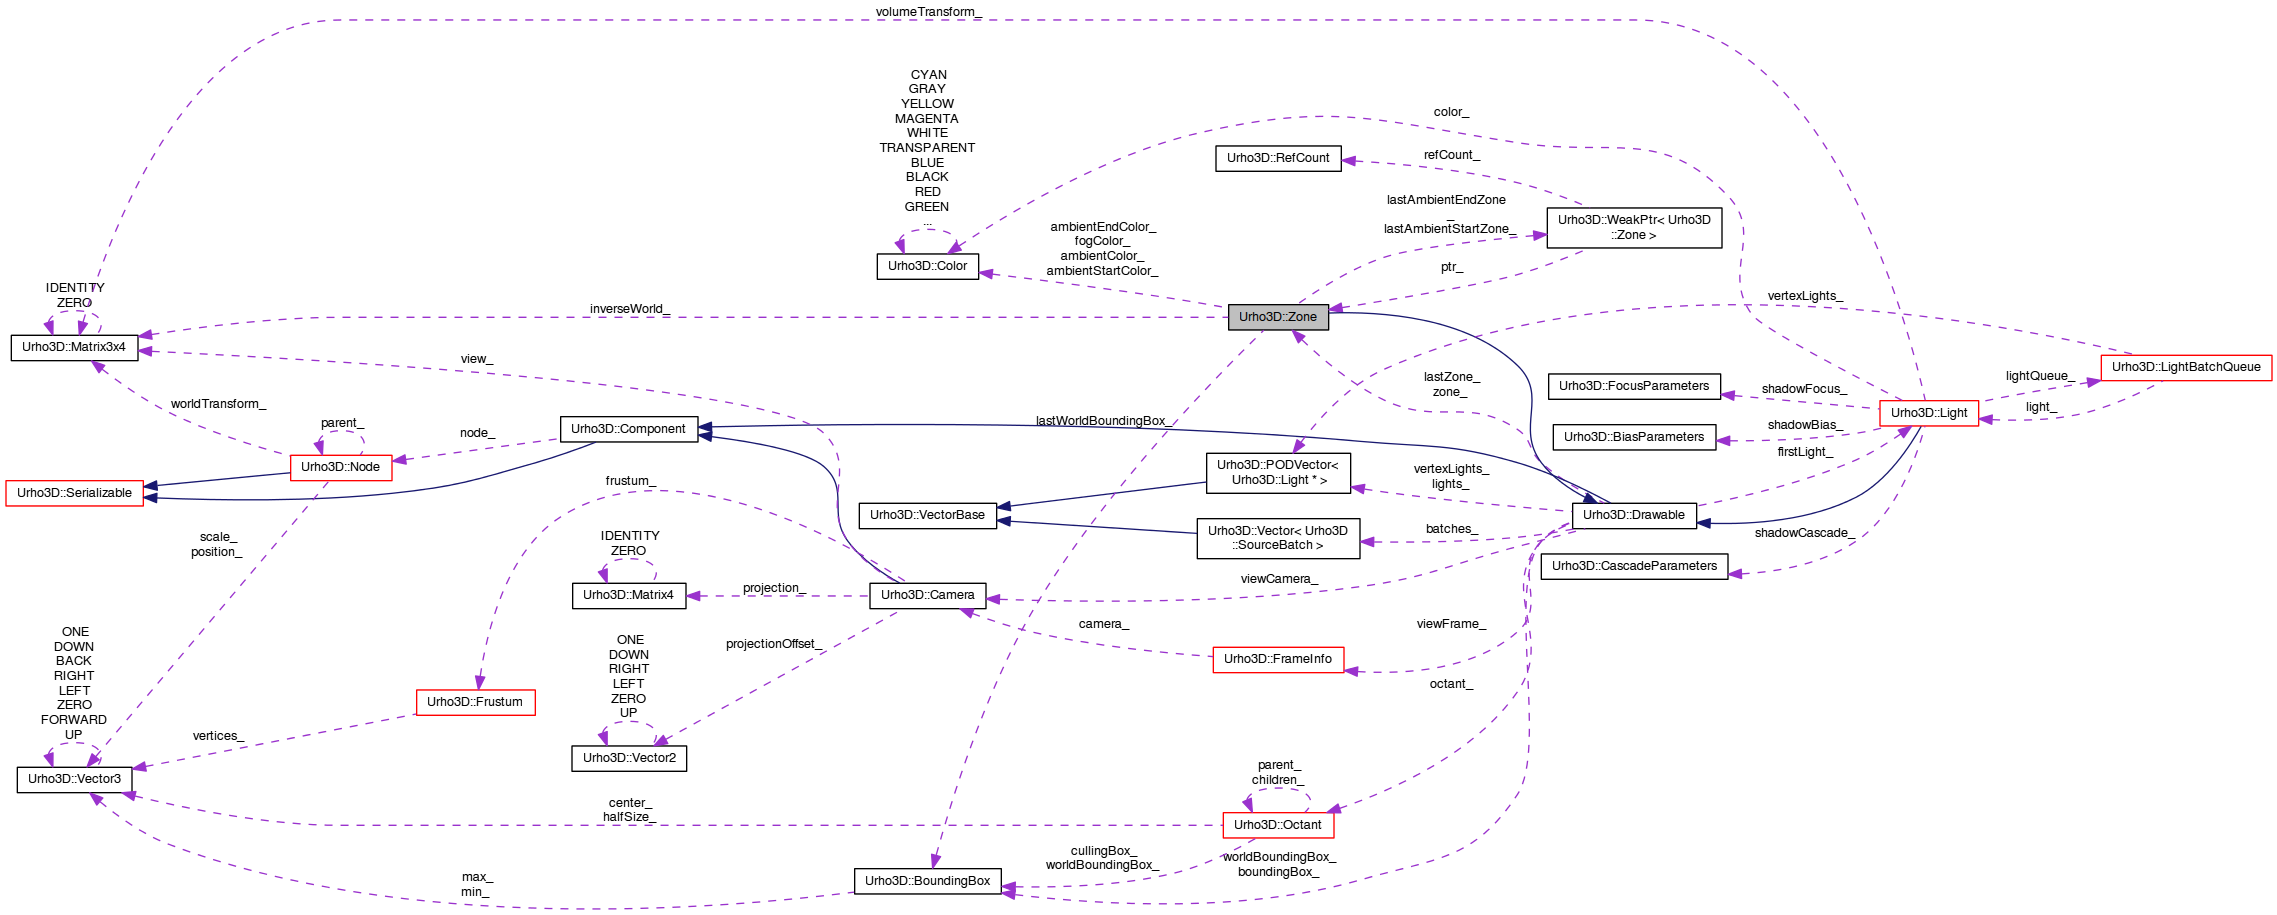 volumeTransform_
CYAN
GRAY
YELLOW
MAGENTA
WHITE
TRANSPARENT
BLUE
BLACK
RED
GREEN
...
color_
Urho3D::RefCount
refCount_
lastAmbientEndZone
_
lastAmbientStartZone_
Urho3D::WeakPtr< Urho3D
::Zone >
ambientEndColor_
fogColor_
ambientColor_
ambientStartColor_
Urho3D::Color
ptr_
IDENTITY
ZERO
inverseWorld_
Urho3D::Zone
vertexLights_
Urho3D::Matrix3x4
view_
Urho3D::LightBatchQueue
lastZone_
zone_
Urho3D::FocusParameters
shadowFocus_
lightQueue_
worldTransform_
Urho3D::Light
light_
parent_
node_
Urho3D::Component
lastWorldBoundingBox_
Urho3D::BiasParameters
shadowBias_
firstLight_
Urho3D::Node
Urho3D::Serializable
frustum_
Urho3D::PODVector<
Urho3D::Light * >
vertexLights_
lights_
Urho3D::VectorBase
Urho3D::Drawable
Urho3D::Vector< Urho3D
::SourceBatch >
batches_
shadowCascade_
scale_
position_
IDENTITY
ZERO
Urho3D::CascadeParameters
Urho3D::Matrix4
projection_
Urho3D::Camera
viewCamera_
camera_
viewFrame_
ONE
DOWN
BACK
RIGHT
LEFT
ZERO
FORWARD
UP
ONE
DOWN
RIGHT
LEFT
ZERO
UP
projectionOffset_
Urho3D::FrameInfo
octant_
Urho3D::Frustum
vertices_
Urho3D::Vector2
Urho3D::Vector3
parent_
children_
center_
halfSize_
Urho3D::Octant
cullingBox_
worldBoundingBox_
worldBoundingBox_
boundingBox_
max_
min_
Urho3D::BoundingBox